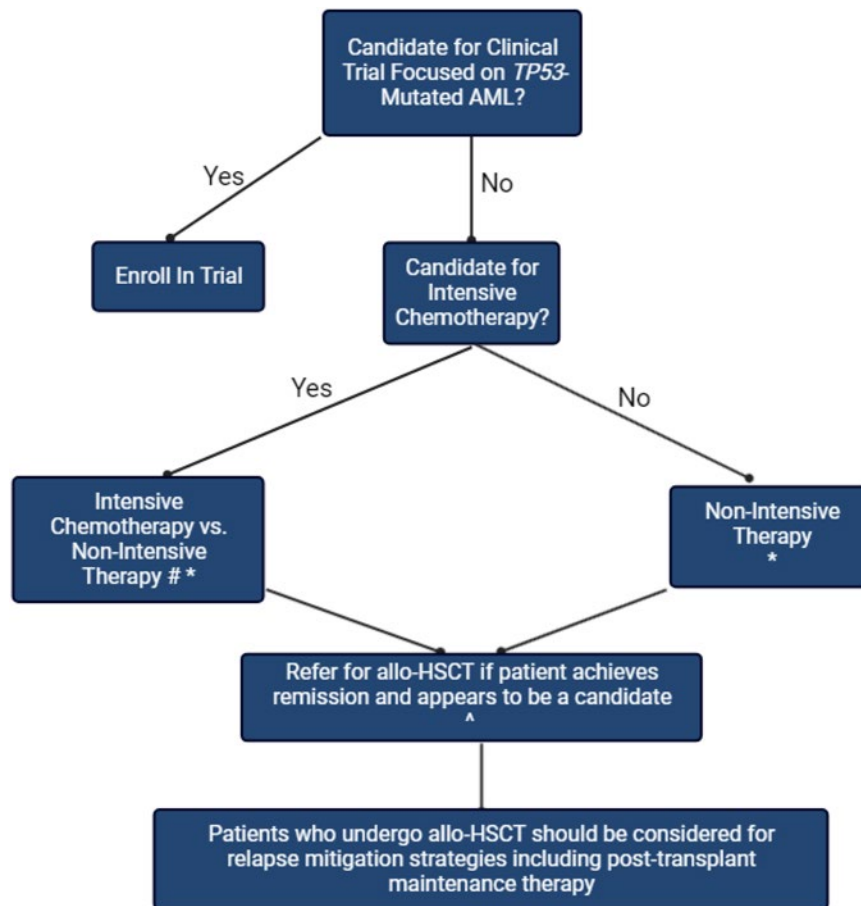 Candidate for Clinical
Trial Focused on TP53-
Mutated AML?
Yes
No
Enroll In Trial
Candidate for
Intensive
Chemotherapy?
Yes
No
Intensive
Chemotherapy vs.
Non-Intensive
Therapy # *
Non-Intensive
Therapy
*
Refer for allo-HSCT if patient achieves
remission and appears to be a candidate
^
Patients who undergo allo-HSCT should be considered for
relapse mitigation strategies including post-transplant
maintenance therapy